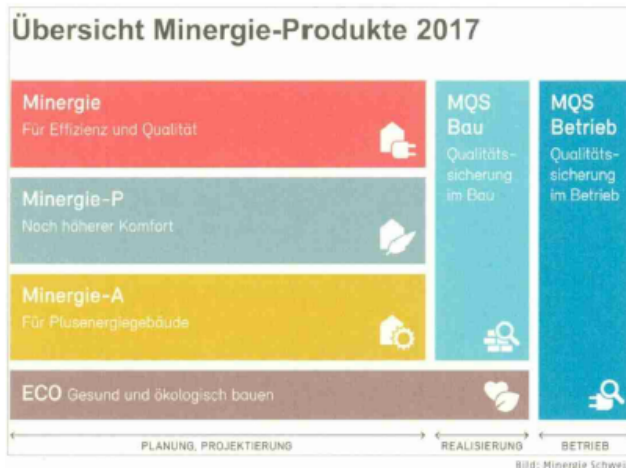 Übersicht Minergie-Produkte 2017
Minergie
Für Effizienz und Qualität
Minergie-P
Noch höherer Komfort
Minergie-A
Für Plusenergiegebäude
ECO Gesund und ökologisch bauen
MQS
Bau
Qualitäts-
sicherung
im Bau
MQS
Betrieb
Qualitäts-
sicherung
im Betrieb
PLANUNG, PROJEKTIERUNG
REALISIERUNG
BETRIEB
Bild: Minergie Schwei